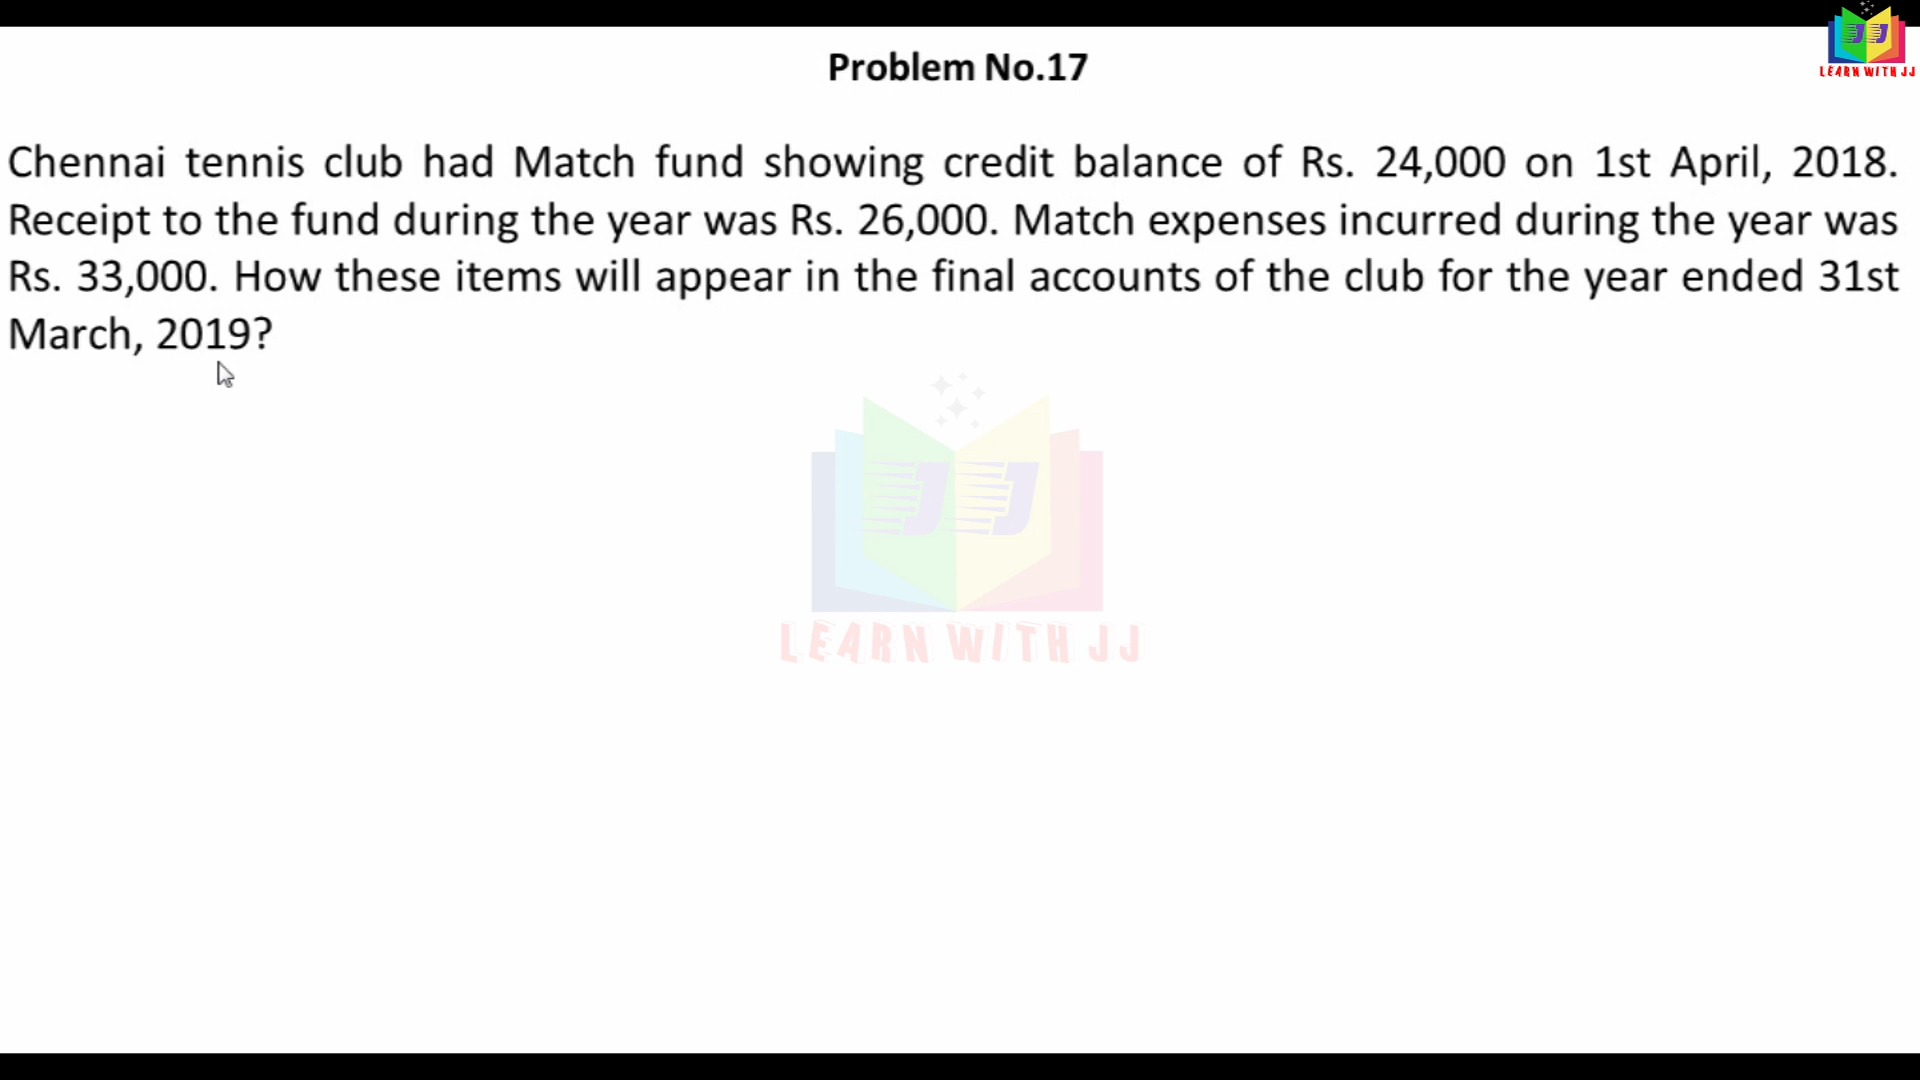 LEARN WITH JJ
Problem No.17
Chennai tennis club had Match fund showing credit balance of Rs. 24,000 on 1st April, 2018.
Receipt to the fund during the year was Rs. 26,000. Match expenses incurred during the year was
Rs. 33,000. How these items will appear in the final accounts of the club for the year ended 31st
March, 2019?
JJ
LEARN WITH JJ